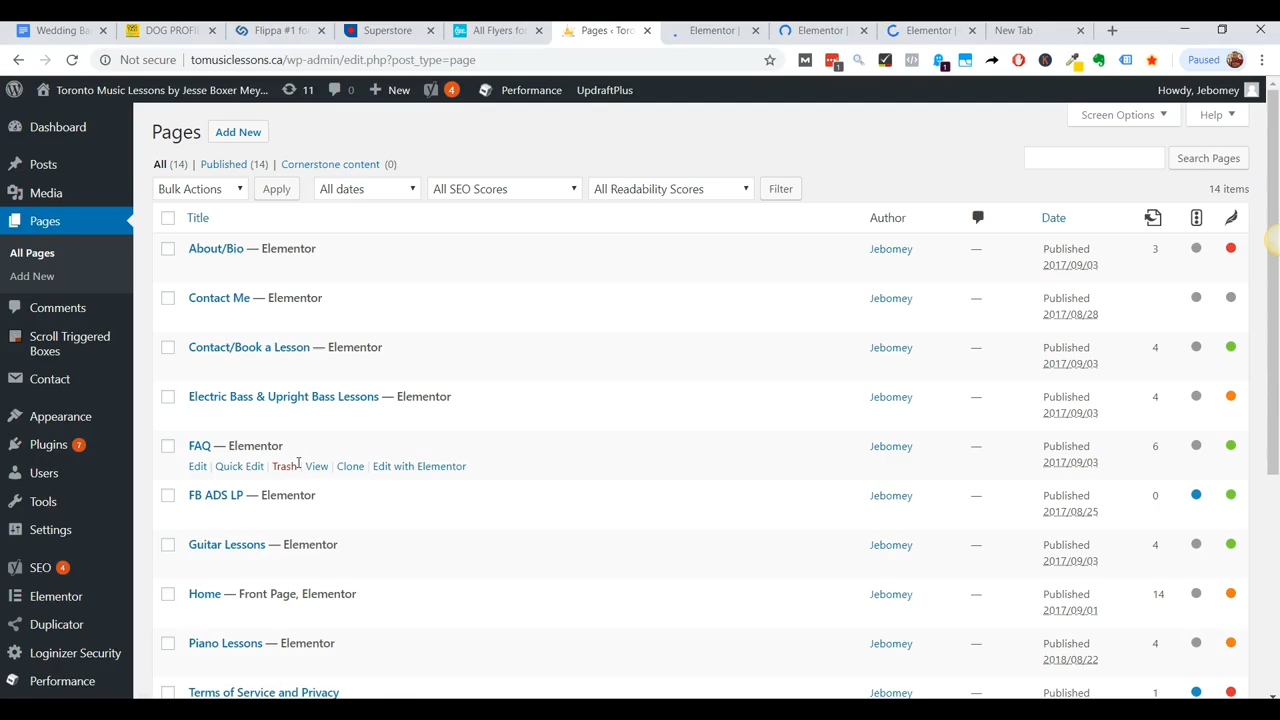 Wedding Ba
DOG PROFI
Flippa #1 fo
Superstore
All Flyers for
Pages ‹ Toro
Elementor |
Elementor |
Elementor |
New Tab
Not secure | tomusiclessons.ca/wp-admin/edit.php?post_type=page
Paused
Toronto Music Lessons by Jesse Boxer Mey... 11 0 New 4 Performance UpdraftPlus Howdy, Jebomey
Screen Options Help
Dashboard
Posts
Media
Pages
All Pages
Add New
Comments
Scroll Triggered
Boxes
Contact
Appearance
Plugins 7
Users
Tools
Settings
SEO 4
Elementor
Duplicator
Loginizer Security
Performance
Pages Add New
All (14) | Published (14) | Cornerstone content (0)
Search Pages
Bulk Actions Apply All dates All SEO Scores All Readability Scores Filter 14 items
Title Author Date
About/Bio — Elementor Jebomey — Published 3
2017/09/03
Contact Me — Elementor Jebomey — Published
2017/08/28
Contact/Book a Lesson — Elementor Jebomey — Published 4
2017/09/03
Electric Bass & Upright Bass Lessons — Elementor Jebomey — Published 4
2017/09/03
FAQ — Elementor Jebomey — Published 6
Edit | Quick Edit | Trash | View | Clone | Edit with Elementor 2017/09/03
FB ADS LP — Elementor Jebomey — Published 0
2017/08/25
Guitar Lessons — Elementor Jebomey — Published 4
2017/09/03
Home — Front Page, Elementor Jebomey — Published 14
2017/09/01
Piano Lessons — Elementor Jebomey — Published 4
2018/08/22
Terms of Service and Privacy Jebomey — Published 1